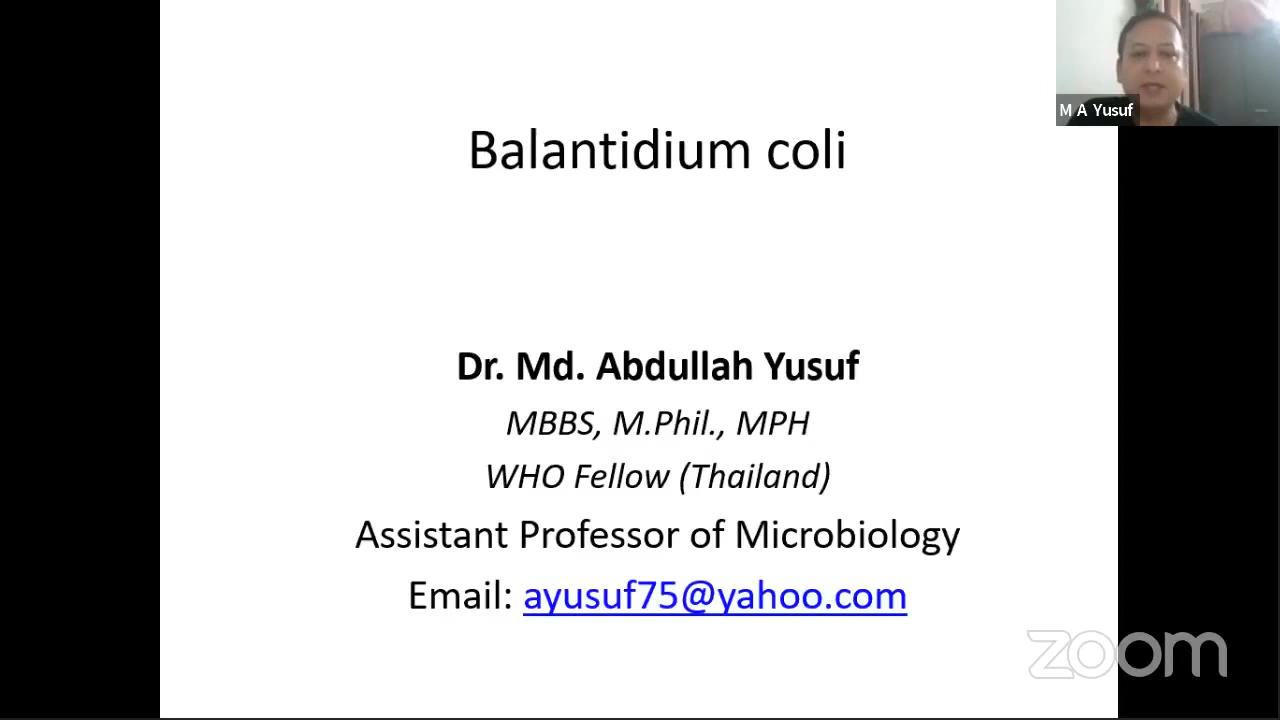 M A Yusuf
Balantidium coli
Dr. Md. Abdullah Yusuf
MBBS, M.Phil., MPH
WHO Fellow (Thailand)
Assistant Professor of Microbiology
Email: ayusuf75@yahoo.com
zoom